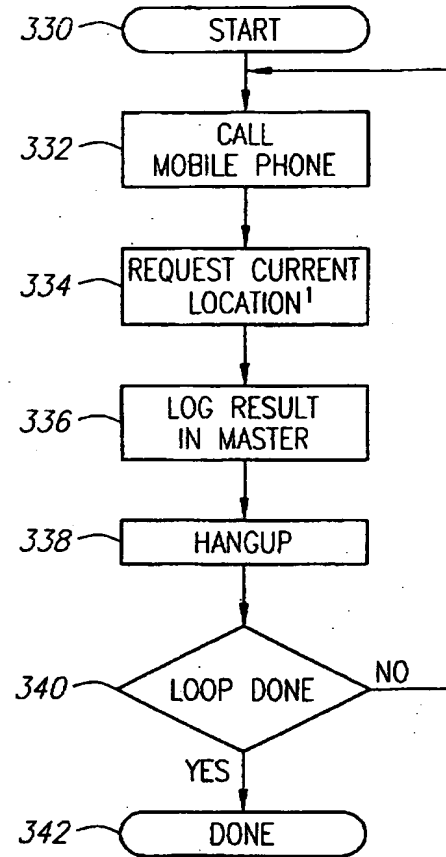 330 START
332 CALL
MOBILE PHONE
334 REQUEST CURRENT
LOCATION¹
336 LOG RESULT
IN MASTER
338 HANGUP
340 LOOP DONE NO
YES
342 DONE